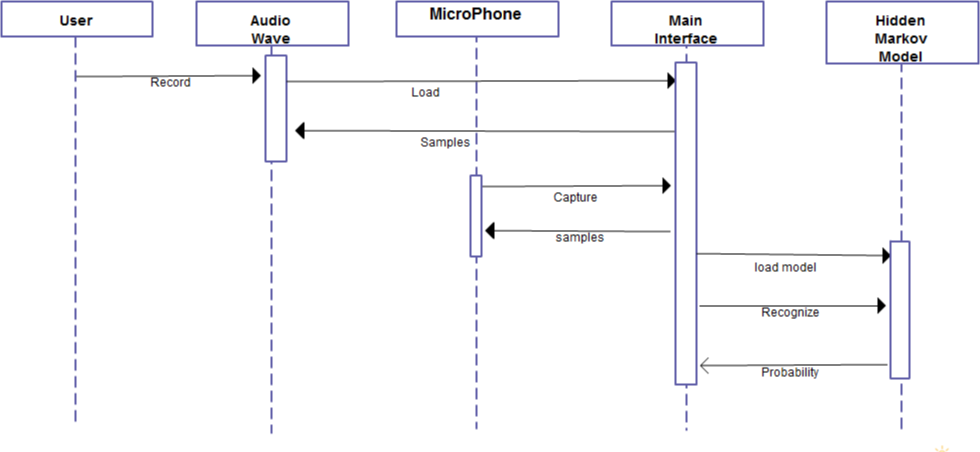 User
Audio
Wave
MicroPhone
Main
Interface
Hidden
Markov
Model
Record
Load
Samples
Capture
samples
load model
Recognize
Probability